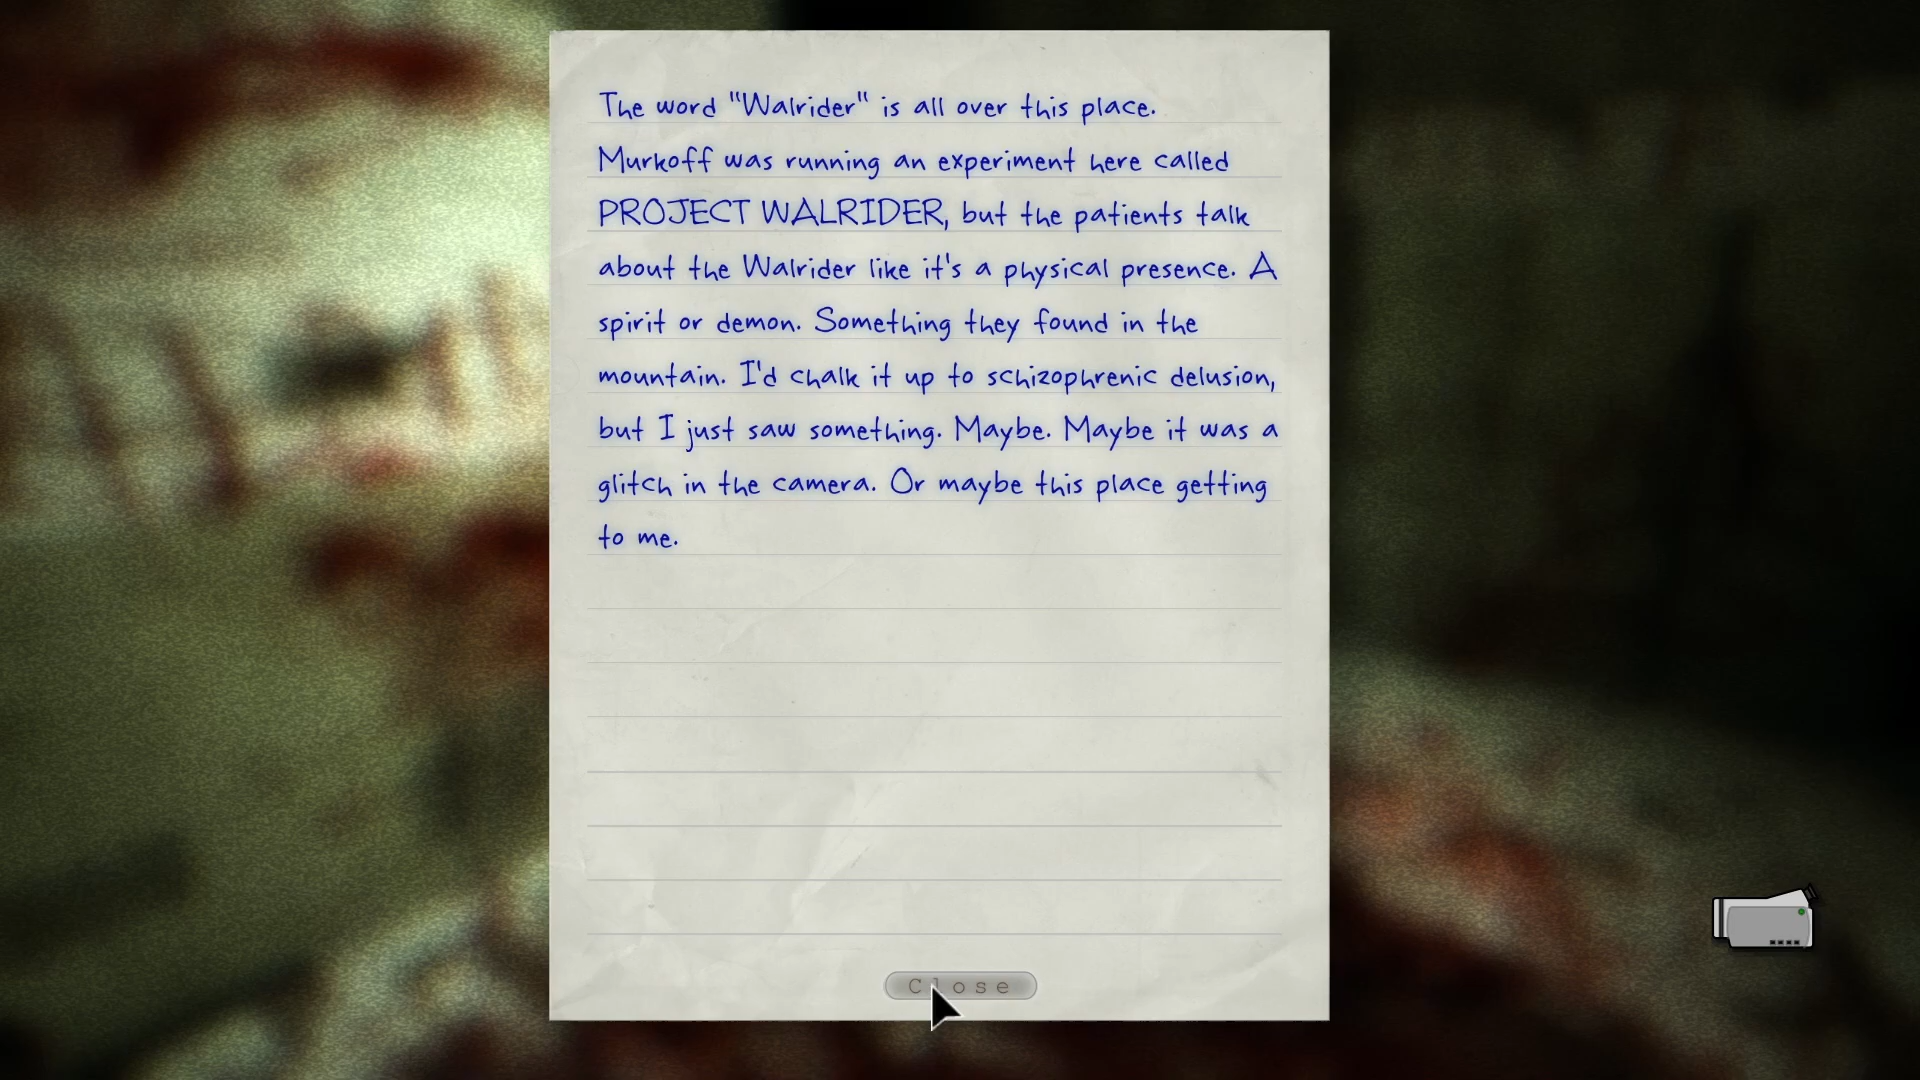 The word "Walrider" is all over this place.
Murkoff was running an experiment here called
PROJECT WALRIDER, but the patients talk
about the Walrider like it's a physical presence. A
spirit or demon. Something they found in the
mountain. I'd chalk it up to schizophrenic delusion,
but I just saw something. Maybe. Maybe it was a
glitch in the camera. Or maybe this place getting
to me.
Close